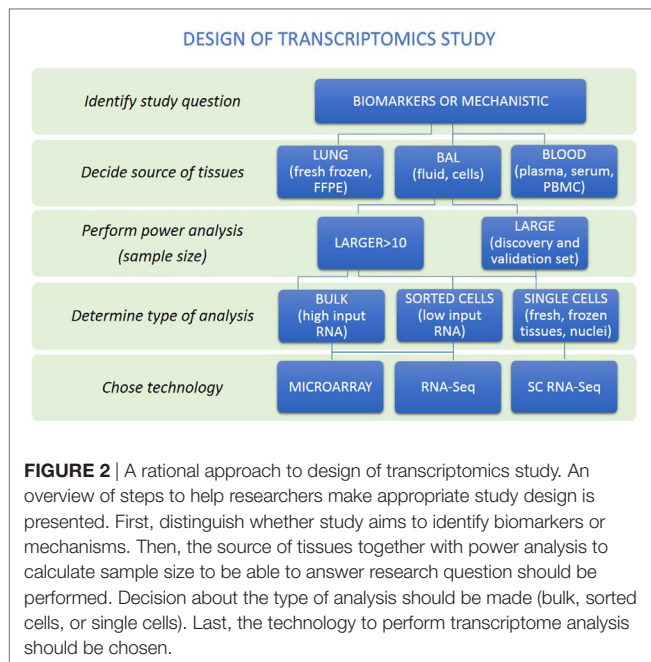 DESIGN OF TRANSCRIPTOMICS STUDY
Identify study question
BIOMARKERS OR MECHANISTIC
Decide source of tissues
LUNG
(fresh frozen,
FFPE)
BAL
(fluid, cells)
BLOOD
(plasma, serum,
PBMC)
Perform power analysis
(sample size)
LARGER>10
LARGE
(discovery and
validation set)
Determine type of analysis
BULK
(high input
RNA)
SORTED CELLS
(low input
RNA)
SINGLE CELLS
(fresh, frozen
tissues, nuclei)
Chose technology
MICROARRAY
RNA-Seq
SC RNA-Seq
FIGURE 2 | A rational approach to design of transcriptomics study. An
overview of steps to help researchers make appropriate study design is
presented. First, distinguish whether study aims to identify biomarkers or
mechanisms. Then, the source of tissues together with power analysis to
calculate sample size to be able to answer research question should be
performed. Decision about the type of analysis should be made (bulk, sorted
cells, or single cells). Last, the technology to perform transcriptome analysis
should be chosen.